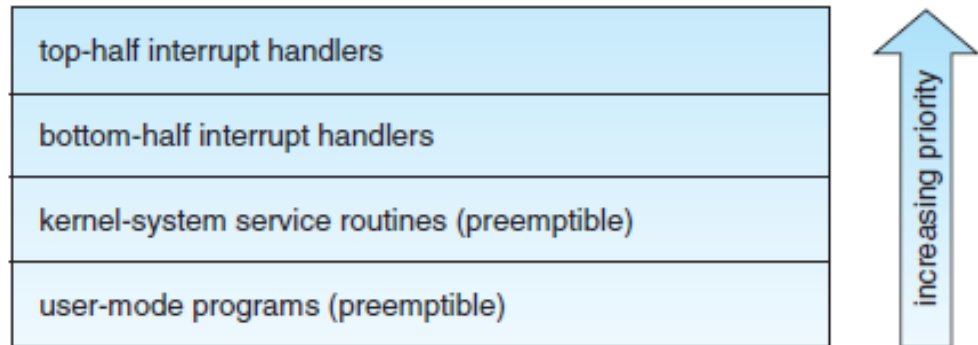 top-half interrupt handlers
bottom-half interrupt handlers
kernel-system service routines (preemptible)
user-mode programs (preemptible)
increasing priority